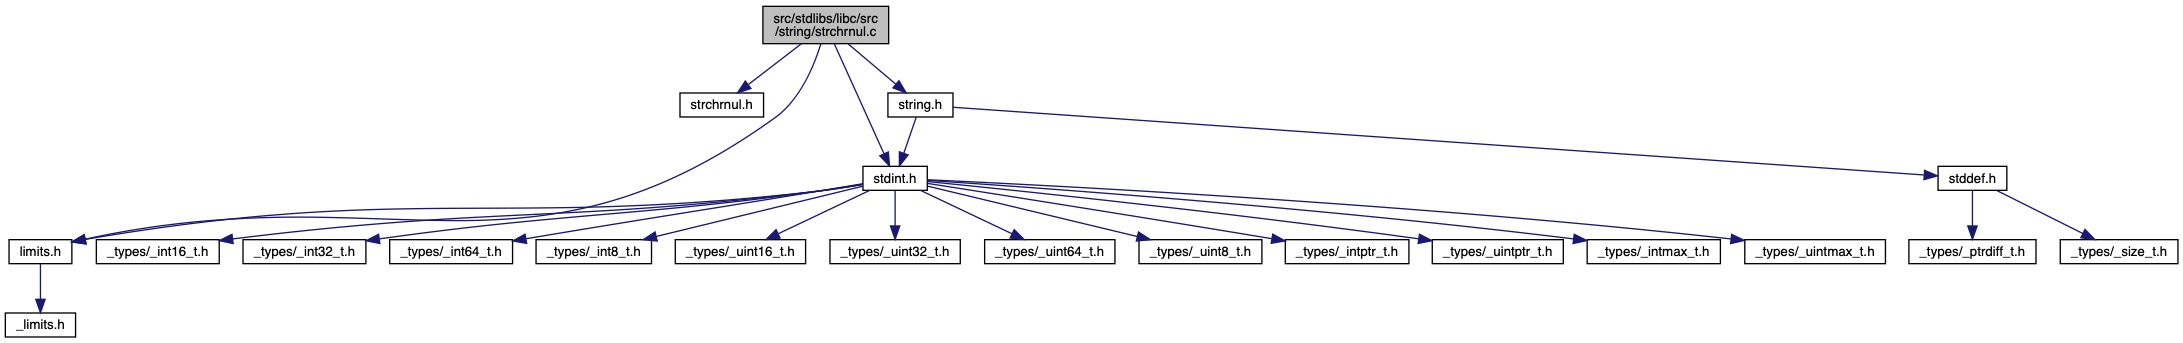 src/stdlibs/libc/src
/string/strchrnul.c
strchrnul.h
string.h
stdint.h
stddef.h
limits.h
_types/_int16_t.h
_types/_int32_t.h
_types/_int64_t.h
_types/_int8_t.h
_types/_uint16_t.h
_types/_uint32_t.h
_types/_uint64_t.h
_types/_uint8_t.h
_types/_intptr_t.h
_types/_uintptr_t.h
_types/_intmax_t.h
_types/_uintmax_t.h
_types/_ptrdiff_t.h
_types/_size_t.h
_limits.h